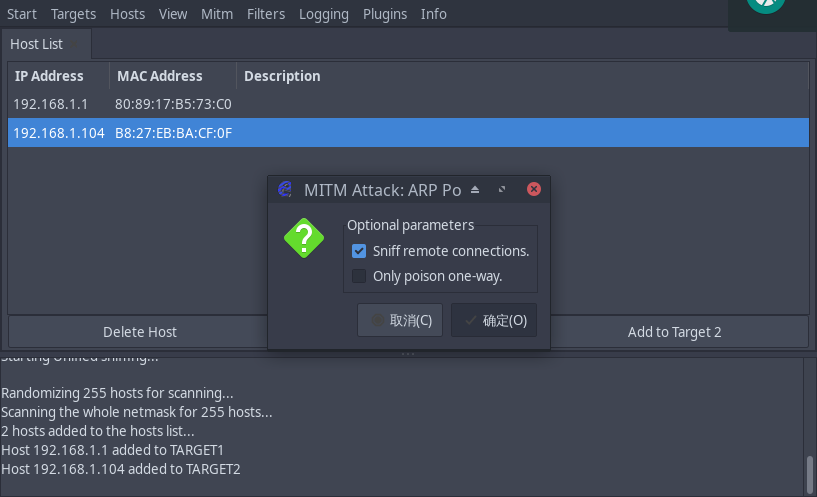 Start Targets Hosts View Mitm Filters Logging Plugins Info
Host List
IP Address MAC Address Description
192.168.1.1 80:89:17:B5:73:C0
192.168.1.104 B8:27:EB:BA:CF:0F
MITM Attack: ARP Po
Optional parameters
Sniff remote connections.
Only poison one-way.
取消(C) 确定(O)
Delete Host Add to Target 2
Starting Unified sniffing...
Randomizing 255 hosts for scanning...
Scanning the whole netmask for 255 hosts...
2 hosts added to the hosts list...
Host 192.168.1.1 added to TARGET1
Host 192.168.1.104 added to TARGET2